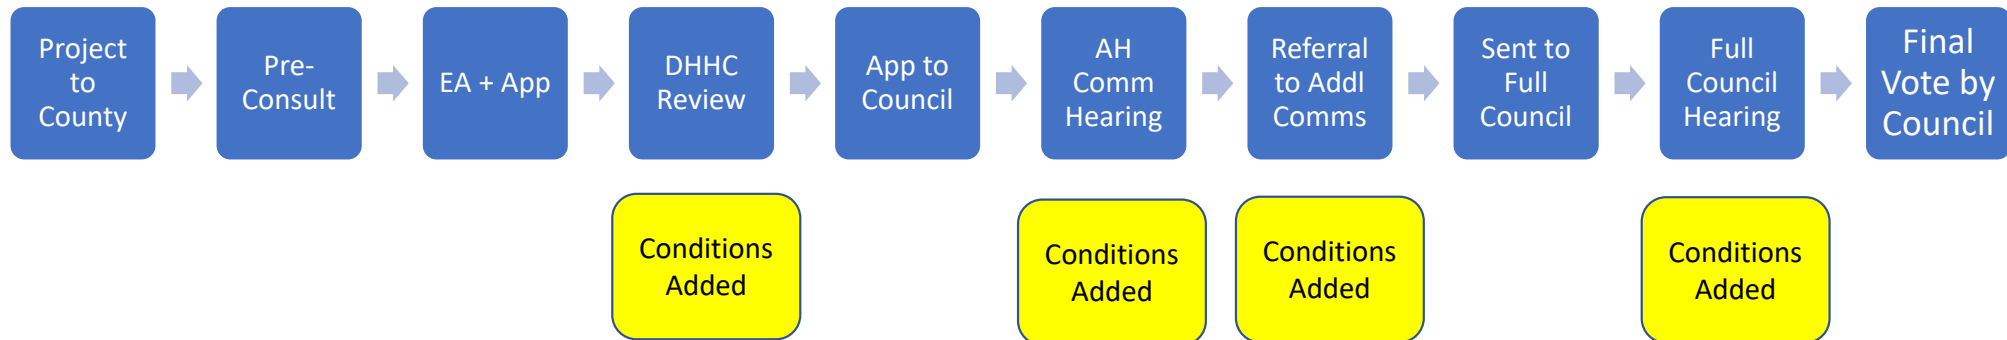 Project
to
County
Pre-
Consult
EA + App
DHHC
Review
App to
Council
AH
Comm
Hearing
Referral
to Addl
Comms
Sent to
Full
Council
Full
Council
Hearing
Final
Vote by
Council
Conditions
Added
Conditions
Added
Conditions
Added
Conditions
Added